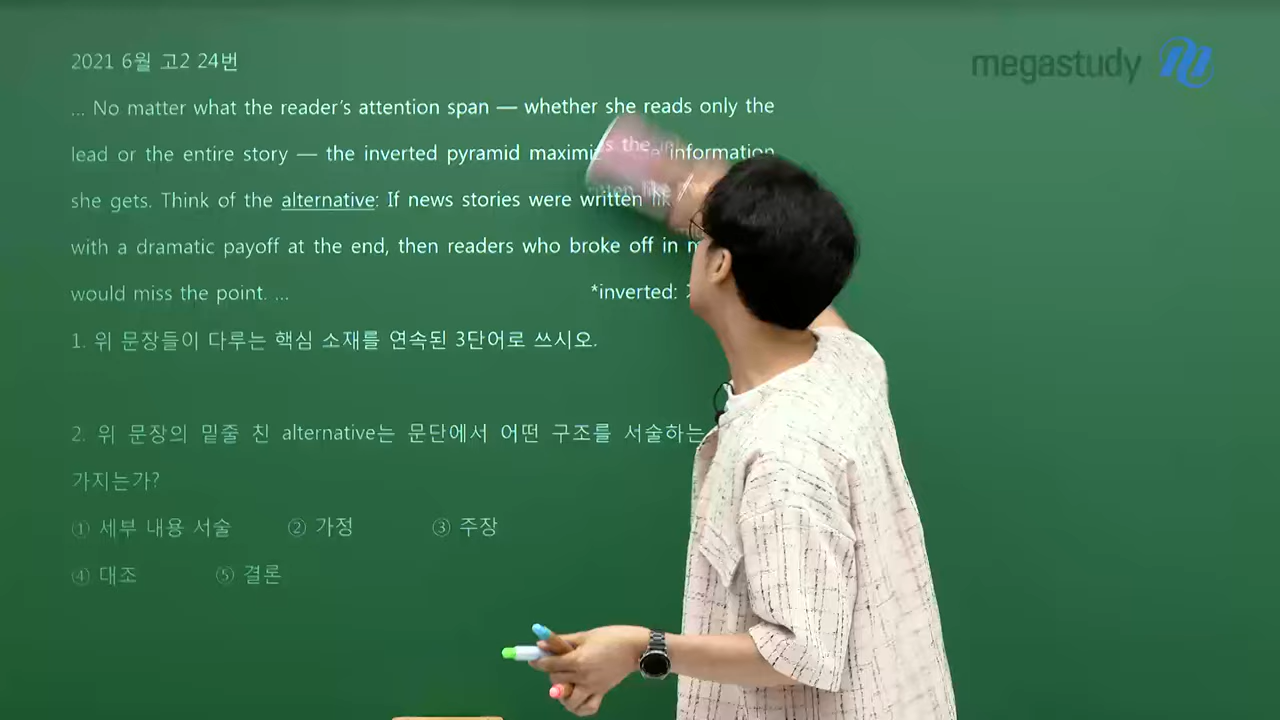 2021 6월 고2 24번
megastudy
... No matter what the reader's attention span — whether she reads only the
lead or the entire story — the inverted pyramid information
she gets. Think of the alternative: If news stories were written
with a dramatic payoff at the end, then readers who broke off in
would miss the point. ... *inverted:
1. 위 문장들이 다루는 핵심 소재를 연속된 3단어로 쓰시오.
2. 위 문장의 밑줄 친 alternative는 문단에서 어떤 구조를 서술하는
가지는가?
① 세부 내용 서술 ② 가정 ③ 주장
④ 대조 ⑤ 결론